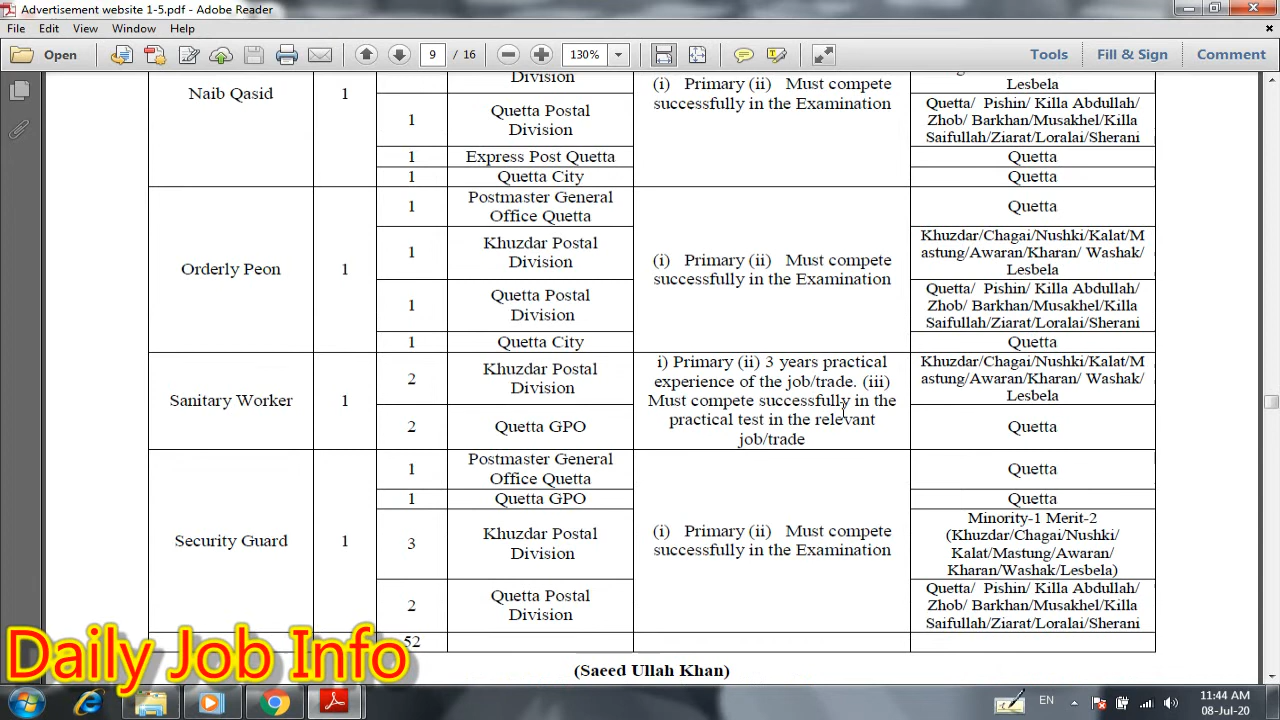 Advertisement website 1-5.pdf - Adobe Reader
File Edit View Window Help
Open 9 / 16 130% Tools Fill & Sign Comment
Division
Lesbela
Naib Qasid 1
(i) Primary (ii) Must compete
successfully in the Examination
1 Quetta Postal
Division
Quetta/ Pishin/ Killa Abdullah/
Zhob/ Barkhan/Musakhel/Killa
Saifullah/Ziarat/Loralai/Sherani
1 Express Post Quetta Quetta
1 Quetta City Quetta
Orderly Peon 1
1 Postmaster General
Office Quetta
Quetta
1 Khuzdar Postal
Division
(i) Primary (ii) Must compete
successfully in the Examination
Khuzdar/Chagai/Nushki/Kalat/M
astung/Awaran/Kharan/ Washak/
Lesbela
1 Quetta Postal
Division
Quetta/ Pishin/ Killa Abdullah/
Zhob/ Barkhan/Musakhel/Killa
Saifullah/Ziarat/Loralai/Sherani
1 Quetta City Quetta
Sanitary Worker 1
2 Khuzdar Postal
Division
i) Primary (ii) 3 years practical
experience of the job/trade. (iii)
Must compete successfully in the
practical test in the relevant
job/trade
Khuzdar/Chagai/Nushki/Kalat/M
astung/Awaran/Kharan/ Washak/
Lesbela
2 Quetta GPO Quetta
Security Guard 1
1 Postmaster General
Office Quetta
Quetta
1 Quetta GPO Quetta
3 Khuzdar Postal
Division
(i) Primary (ii) Must compete
successfully in the Examination
Minority-1 Merit-2
(Khuzdar/Chagai/Nushki/
Kalat/Mastung/Awaran/
Kharan/Washak/Lesbela)
2 Quetta Postal
Division
Quetta/ Pishin/ Killa Abdullah/
Zhob/ Barkhan/Musakhel/Killa
Saifullah/Ziarat/Loralai/Sherani
52
(Saeed Ullah Khan)
Daily Job Info
EN
11:44 AM
08-Jul-20